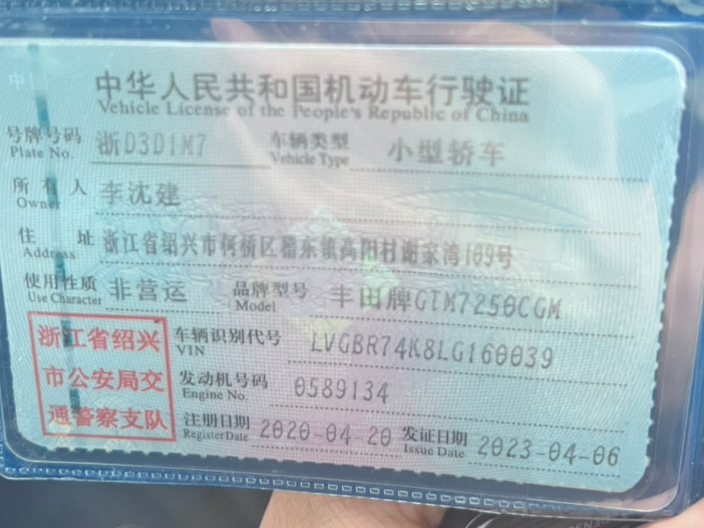 中华人民共和国机动车行驶证
Vehicle License of the People's Republic of China
号牌号码 浙D3D1M7 车辆类型 小型轿车
Plate No. Vehicle Type
所有人 李沈建
Owner
住址 浙江省绍兴市柯桥区稽东镇高阳村谢家湾109号
Address
使用性质 非营运 品牌型号 丰田牌GTM7250CGM
Use Character Model
浙江省绍兴 车辆识别代号 LVGBR74K8LG160039
VIN
市公安局交 发动机号码 0589134
Engine No.
通警察支队 注册日期 2020-04-20 发证日期 2023-04-06
Register Date Issue Date